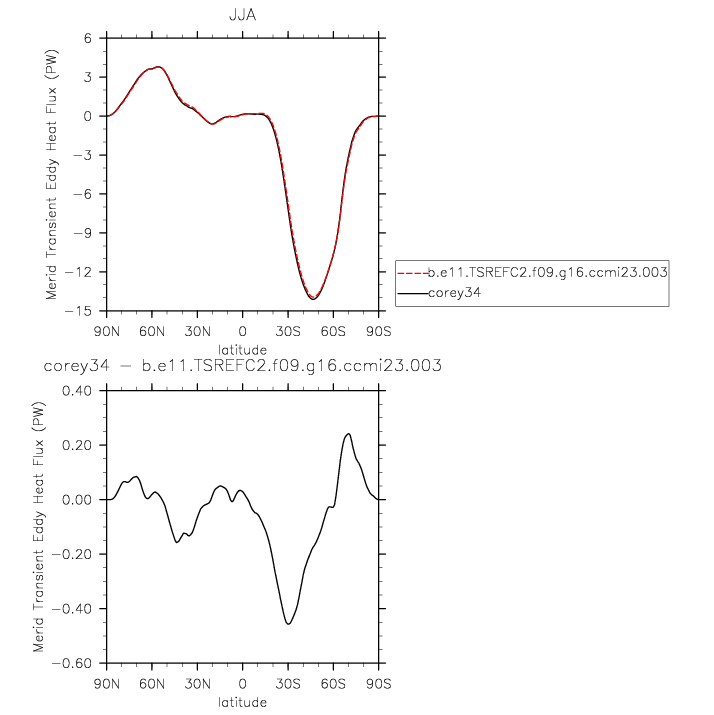 JJA
Merid Transient Eddy Heat Flux (PW)
6
3
0
−3
−6
−9
−12
−15
90N 60N 30N 0 30S 60S 90S
latitude
b.e11.TSREFC2.f09.g16.ccmi23.003
corey34
corey34 − b.e11.TSREFC2.f09.g16.ccmi23.003
Merid Transient Eddy Heat Flux (PW)
0.40
0.20
0.00
−0.20
−0.40
−0.60
90N 60N 30N 0 30S 60S 90S
latitude